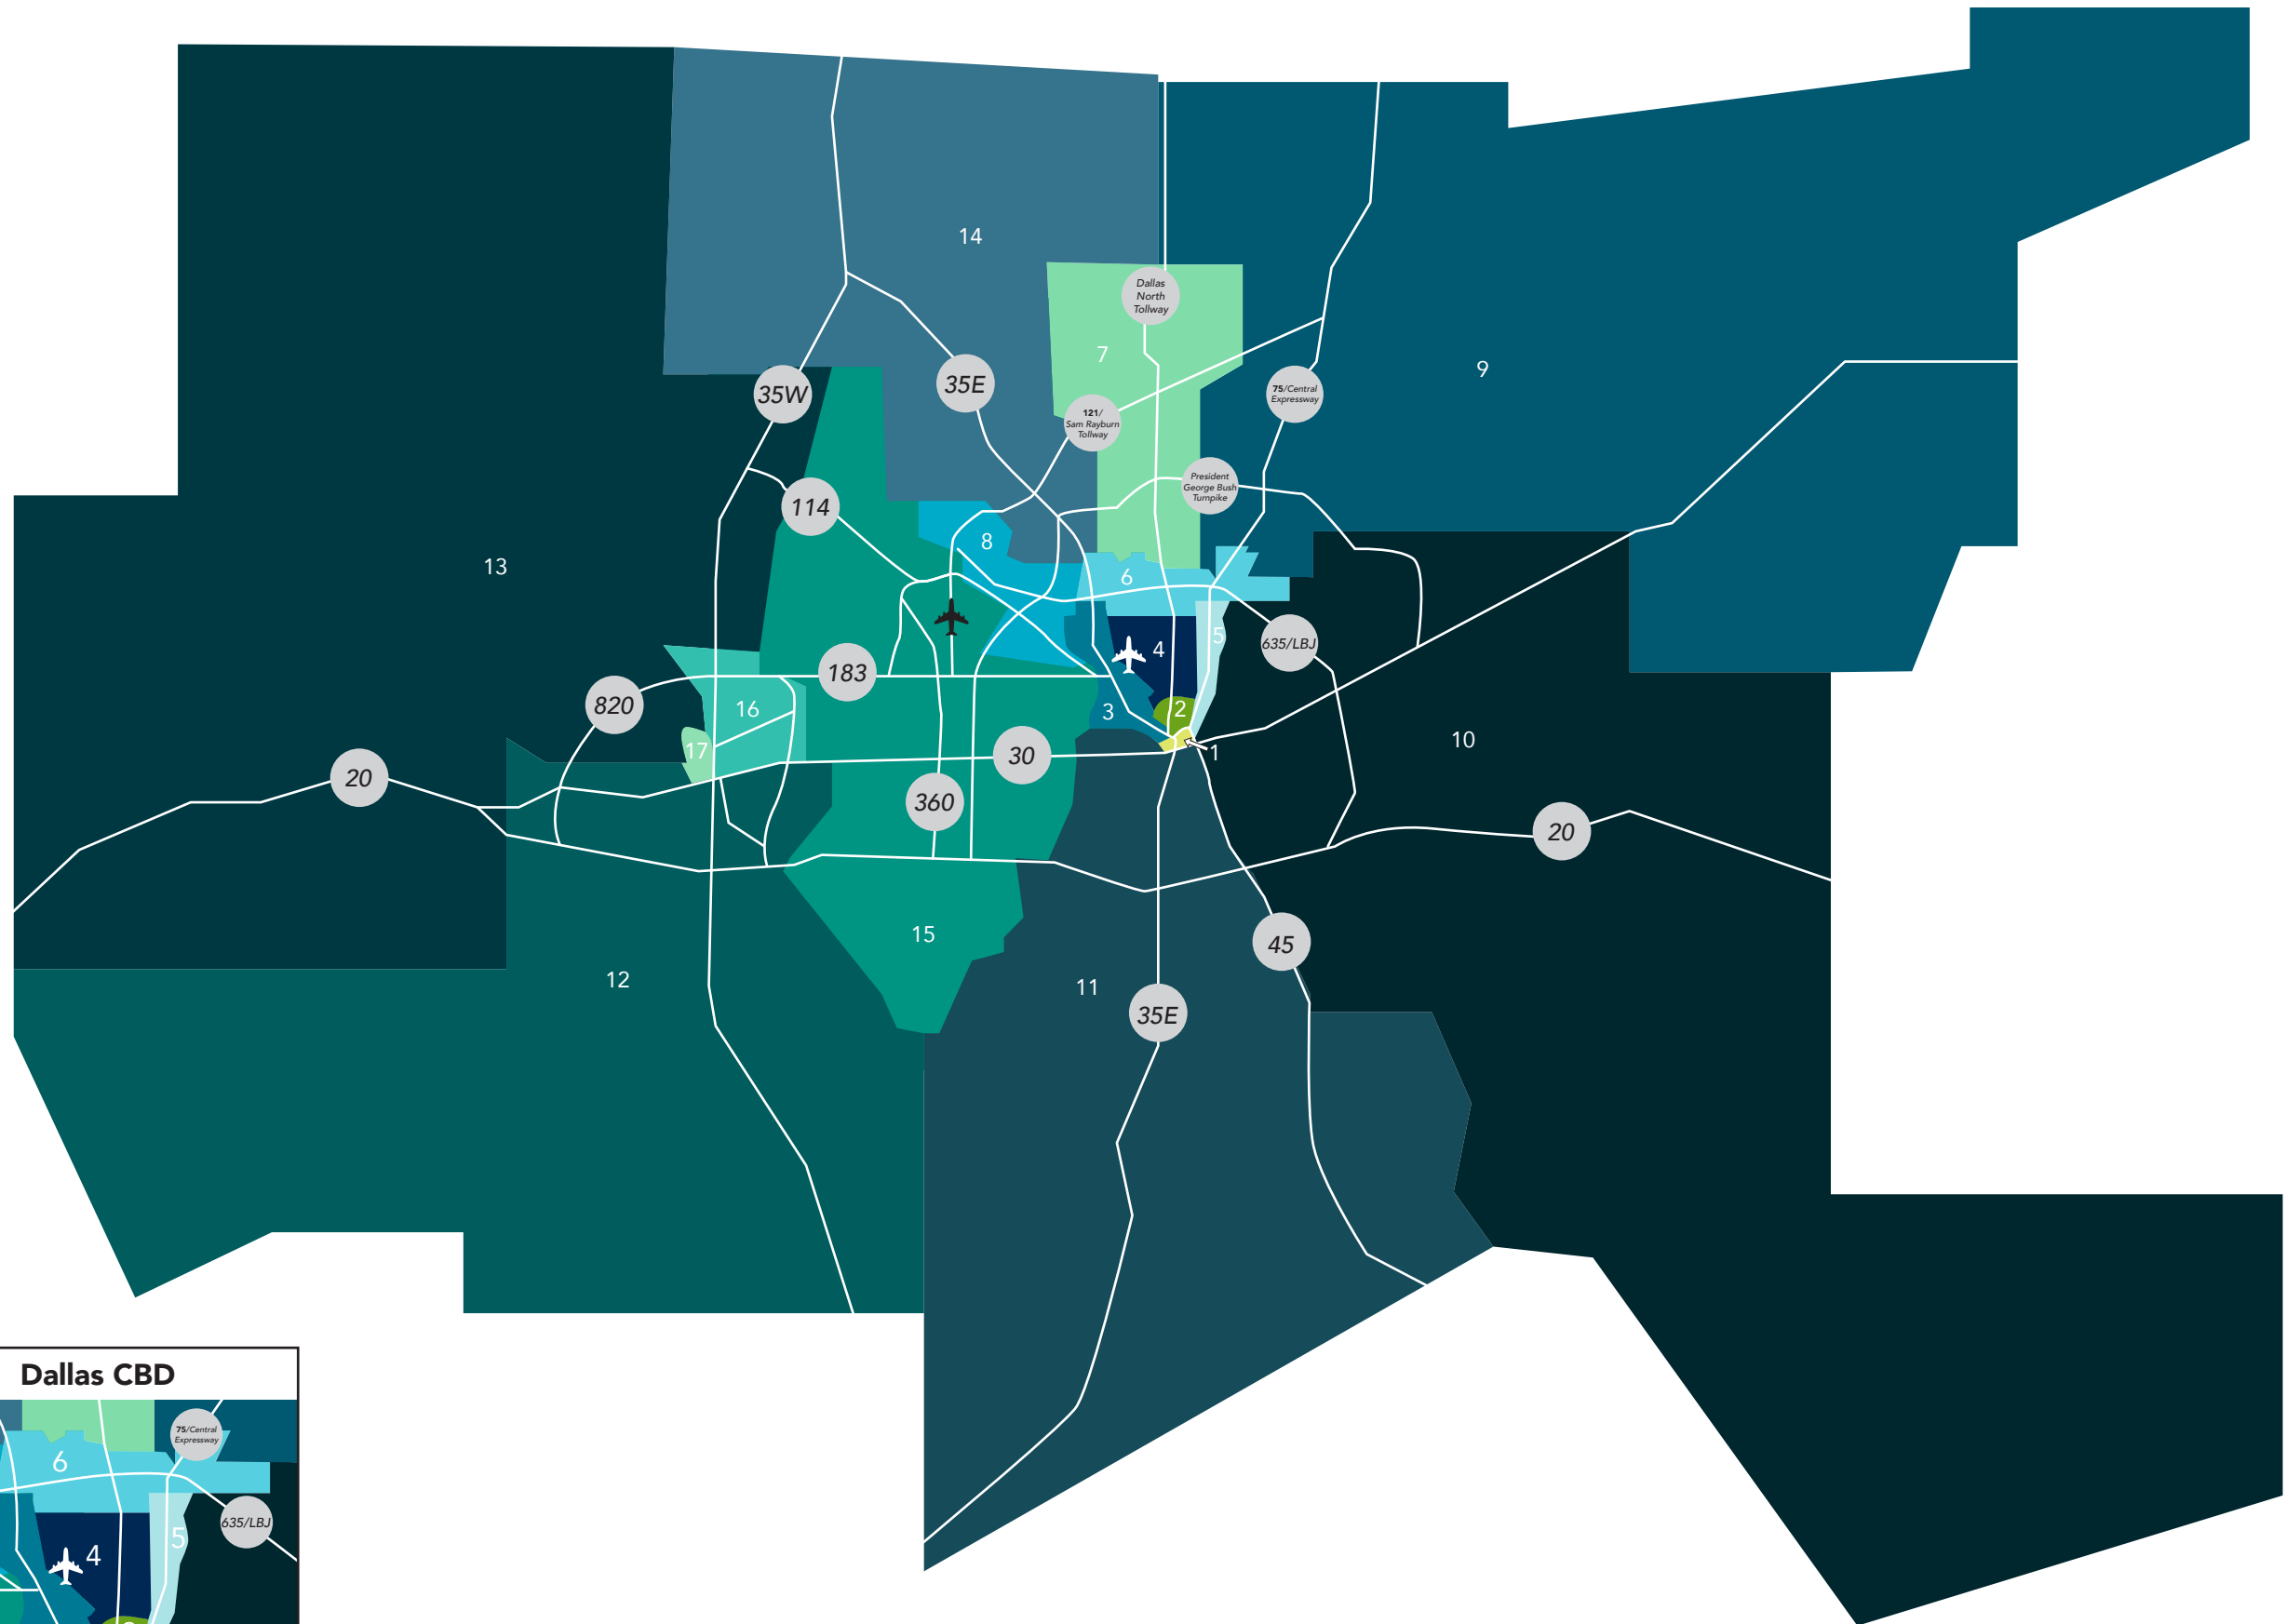 14
Dallas
North
Tollway
7
9
35W
35E
75/Central
Expressway
121/
Sam Rayburn
Tollway
President
George Bush
Turnpike
114
8
13
6
5
635/LBJ
4
183
820
16
2
3
17
30
1
10
20
360
20
15
45
12
11
35E
Dallas CBD
75/Central
Expressway
6
635/LBJ
5
4